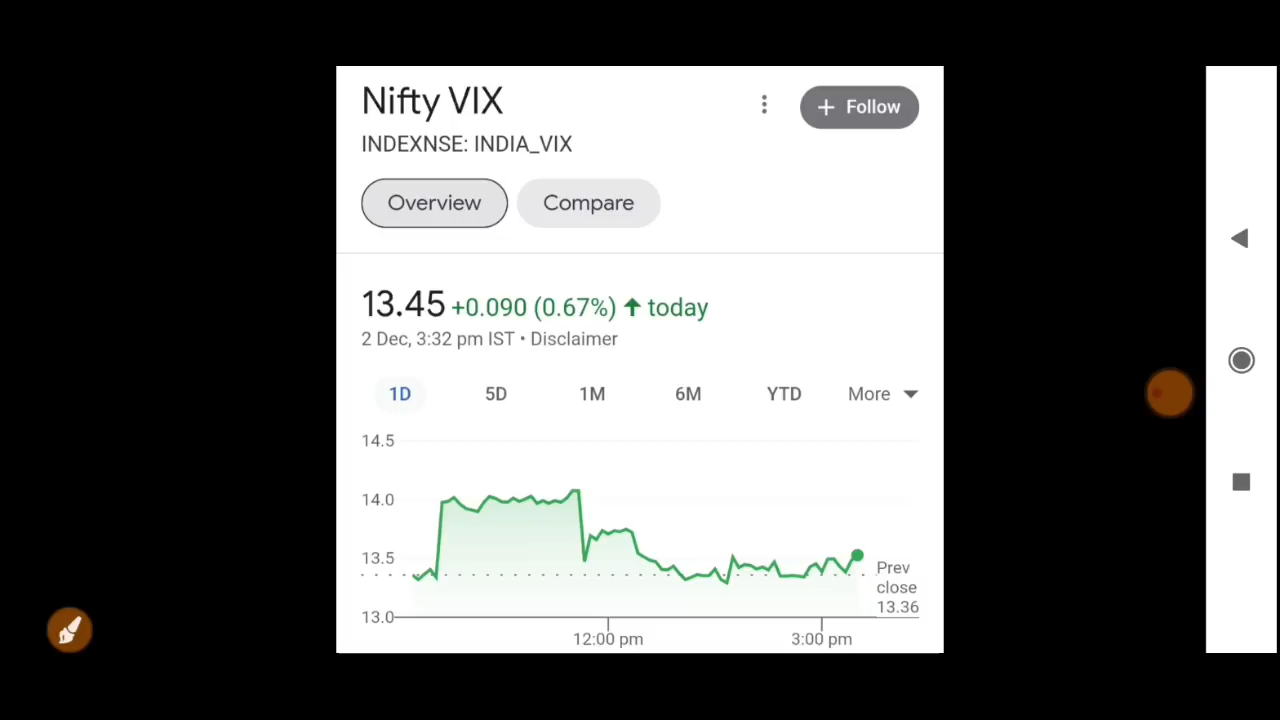 Nifty VIX
+ Follow
INDEXNSE: INDIA_VIX
Overview
Compare
13.45 +0.090 (0.67%) ↑ today
2 Dec, 3:32 pm IST • Disclaimer
1D 5D 1M 6M YTD More
14.5
14.0
13.5
13.0
Prev
close
13.36
12:00 pm
3:00 pm